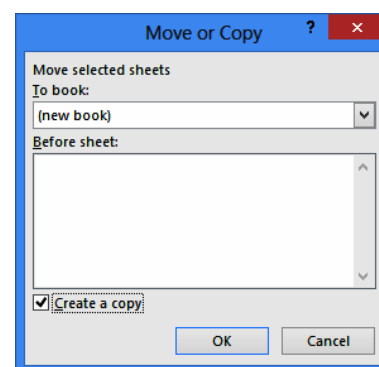 Move or Copy ?
Move selected sheets
To book:
(new book)
Before sheet:
Create a copy
OK Cancel